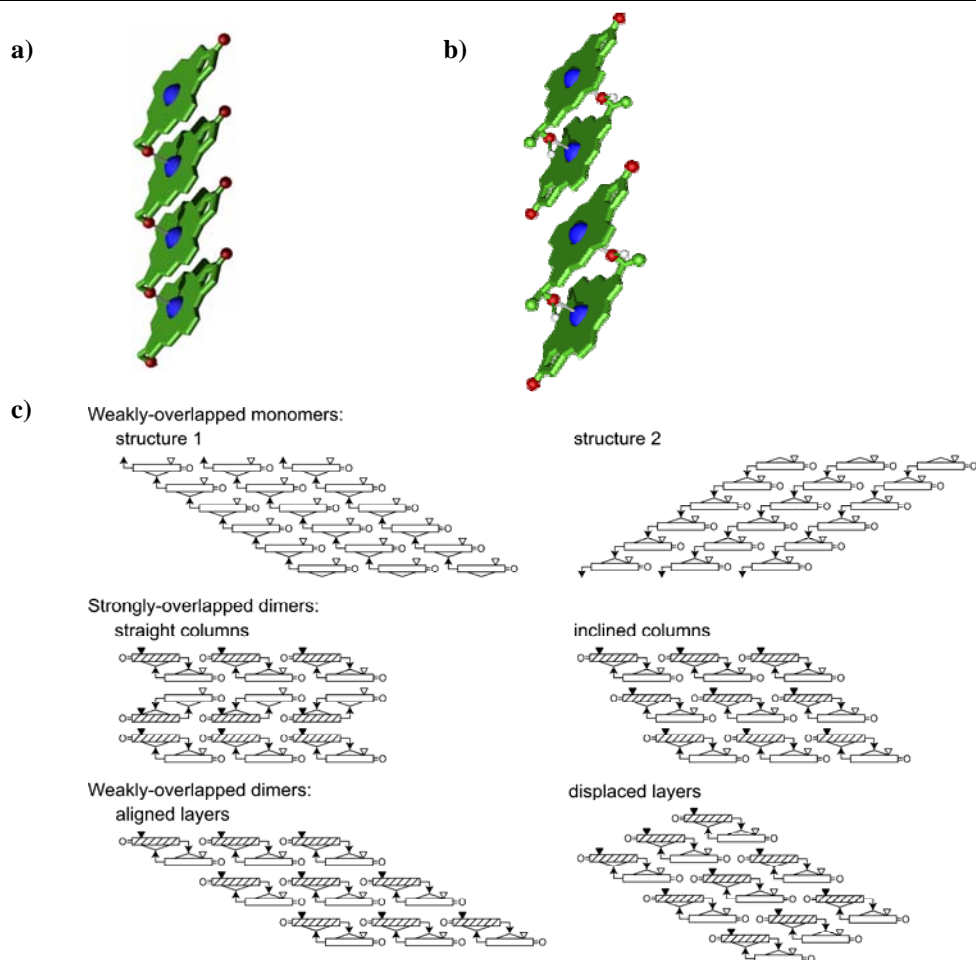 a)
b)
c)
Weakly-overlapped monomers:
structure 1
structure 2
Strongly-overlapped dimers:
straight columns
inclined columns
Weakly-overlapped dimers:
aligned layers
displaced layers